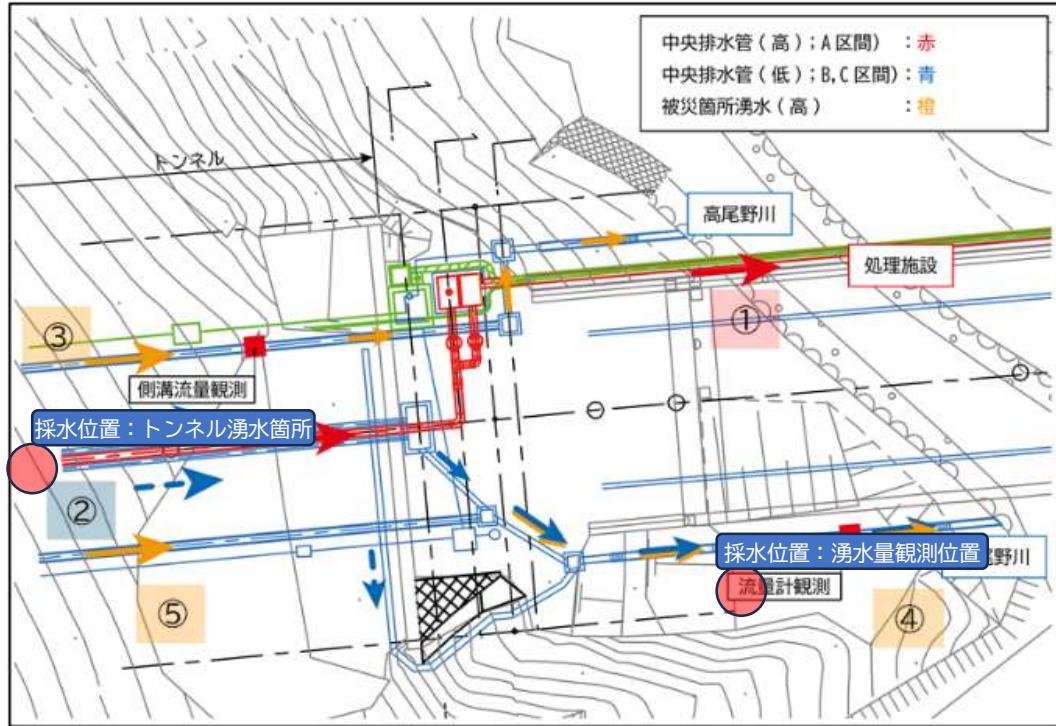 中央排水管(高);A区間) :赤
中央排水管(低);B,C区間):青
被災箇所湧水(高) :橙
トンネル
高尾野川
処理施設
③
①
側溝流量観測
採水位置:トンネル湧水箇所
②
採水位置:湧水量観測位置
尾野川
流量計観測
⑤
④